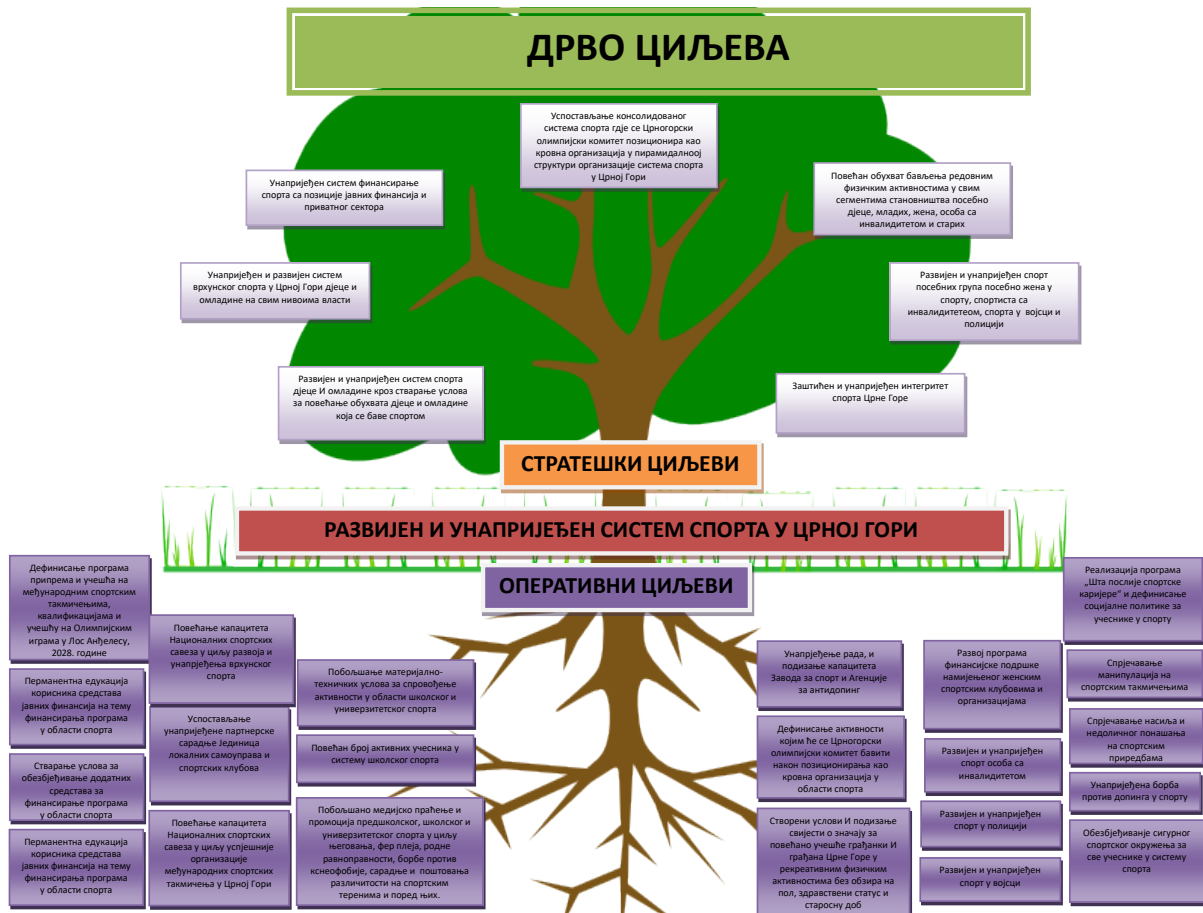 ДРВО ЦИЉЕВА
Успостављање консолидованог
система спорта гдје се Црногорски
олимпијски комитет позиционира као
кровна организација у пирамидалноој
структури организације система спорта
у Црној Гори
Унапријеђен систем финансирање
спорта са позиције јавних финансија и
приватног сектора
Повећан обухват бављења редовним
физичким активностима у свим
сегментима становништва посебно
дјеце, младих, жена, особа са
инвалидитетом и старих
Унапријеђен и развијен систем
врхунског спорта у Црној Гори дјеце и
омладине на свим нивоима власти
Развијен и унапријеђен спорт
посебних група посебно жена у
спорту, спортиста са
инвалидитетеом, спорта у војсци и
полицији
Развијен и унапријеђен систем спорта
дјеце И омладине кроз стварање услова
за повећање обухвата дјеце и омладине
која се баве спортом
Заштићен и унапријеђен интегритет
спорта Црне Горе
СТРАТЕШКИ ЦИЉЕВИ
РАЗВИЈЕН И УНАПРИЈЕЂЕН СИСТЕМ СПОРТА У ЦРНОЈ ГОРИ
ОПЕРАТИВНИ ЦИЉЕВИ
Дефинисање програма
припрема и учешћа на
међународним спортским
такмичењима,
квалификацијама и
учешћу на Олимпијским
играма у Лос Анђелесу,
2028. године
Перманентна едукација
корисника средстава
јавних финансија на тему
финансирања програма
у области спорта
Стварање услова за
обезбјеђивање додатних
средстава за
финансирање програма
у области спорта
Перманентна едукација
корисника средстава
јавних финансија на тему
финансирања програма
у области спорта
Повећање капацитета
Националних спортских
савеза у циљу развоја и
унапрјеђења врхунског
спорта
Успостављање
унапријеђене партнерске
сарадње Јединица
локалних самоуправа и
спортских клубова
Повећање капацитета
Националних спортских
савеза у циљу успјешније
организације
међународних спортских
такмичења у Црној Гори
Побољшање материјално-
техничких услова за спровођење
активности у области школског и
универзитетског спорта
Повећан број активних учесника у
систему школског спорта
Побољшано медијско праћење и
промоција предшколског, школског и
универзитетског спорта у циљу
његовања, фер плеја, родне
равноправности, борбе против
кснеофобије, сарадње и поштовања
различитости на спортским
теренима и поред њих.
Унапрјеђење рада, и
подизање капацитета
Завода за спорт и Агенције
за антидопинг
Дефинисање активности
којим ће се Црногорски
олимпијски комитет бавити
након позиционирања као
кровна организација у
области спорта
Створени услови И подизање
свијести о значају за
повећано учешће грађанки И
грађана Црне Горе у
рекреативним физичким
активностима без обзира на
пол, здравствени статус и
старосну доб
Развој програма
финансијске подршке
намијењеног женским
спортским клубовима и
организацијама
Развијен и унапријеђен
спорт особа са
инвалидитетом
Развијен и унапријеђен
спорт у полицији
Развијен и унапријеђен
спорт у војсци
Реализација програма
„Шта послије спортске
каријере“ и дефинисање
социјалне политике за
учеснике у спорту
Спрјечавање
манипулација на
спортским такмичењима
Спрјечавање насиља и
недоличног понашања
на спортским
приредбама
Унапријеђена борба
против допинга у спорту
Обезбјеђивање сигурног
спортског окружења за
све учеснике у систему
спорта